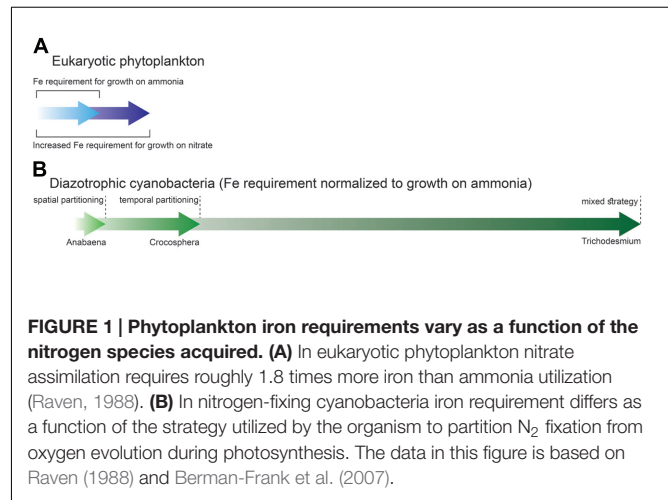 A
Eukaryotic phytoplankton
Fe requirement for growth on ammonia
Increased Fe requirement for growth on nitrate
B
Diazotrophic cyanobacteria (Fe requirement normalized to growth on ammonia)
spatial partitioning temporal partitioning mixed strategy
Anabaena Crocosphera Trichodesmium
FIGURE 1 | Phytoplankton iron requirements vary as a function of the
nitrogen species acquired. (A) In eukaryotic phytoplankton nitrate
assimilation requires roughly 1.8 times more iron than ammonia utilization
(Raven, 1988). (B) In nitrogen-fixing cyanobacteria iron requirement differs as
a function of the strategy utilized by the organism to partition N₂ fixation from
oxygen evolution during photosynthesis. The data in this figure is based on
Raven (1988) and Berman-Frank et al. (2007).